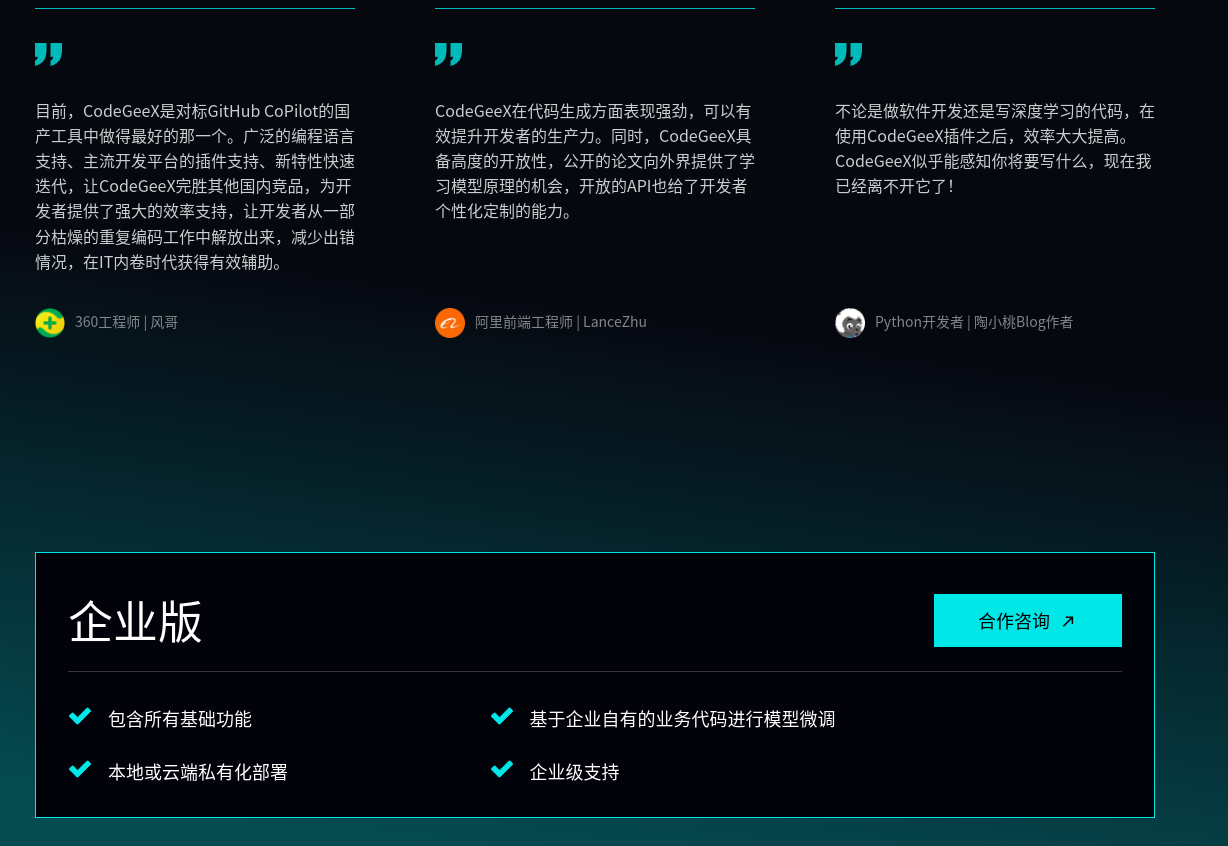 目前，CodeGeeX是对标GitHub CoPilot的国
产工具中做得最好的那一个。广泛的编程语言
支持、主流开发平台的插件支持、新特性快速
迭代，让CodeGeeX完胜其他国内竞品，为开
发者提供了强大的效率支持，让开发者从一部
分枯燥的重复编码工作中解放出来，减少出错
情况，在IT内卷时代获得有效辅助。
360工程师 | 风哥
CodeGeeX在代码生成方面表现强劲，可以有
效提升开发者的生产力。同时，CodeGeeX具
备高度的开放性，公开的论文向外界提供了学
习模型原理的机会，开放的API也给了开发者
个性化定制的能力。
阿里前端工程师 | LanceZhu
不论是做软件开发还是写深度学习的代码，在
使用CodeGeeX插件之后，效率大大提高。
CodeGeeX似乎能感知你将要写什么，现在我
已经离不开它了！
Python开发者 | 陶小桃Blog作者
企业版
合作咨询
包含所有基础功能
基于企业自有的业务代码进行模型微调
本地或云端私有化部署
企业级支持